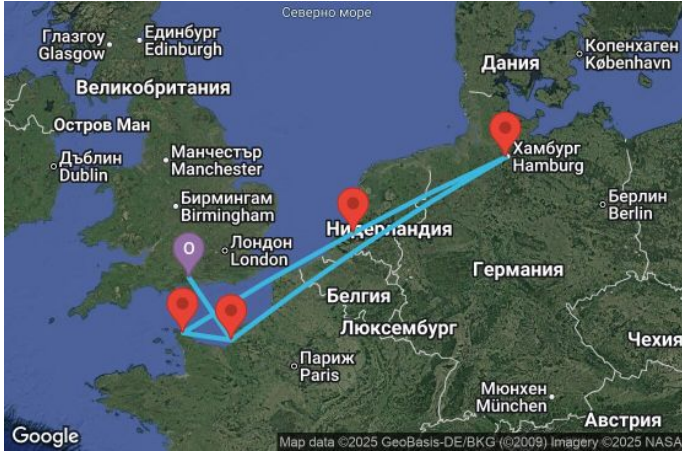 Северно море
Глазгоу
Glasgow
Единбург
Edinburgh
Копенхаген
København
Дания
Великобритания
Остров Ман
Дъблин
Dublin
Манчестър
Manchester
Хамбург
Hamburg
Бирмингам
Birmingham
Берлин
Berlin
О
Лондон
London
Нидерландия
Германия
Белгия
Люксембург
Чехия
Париж
Paris
Мюнхен
München
Австрия
Google
Map data ©2025 GeoBasis-DE/BKG (©2009) Imagery ©2025 NASA